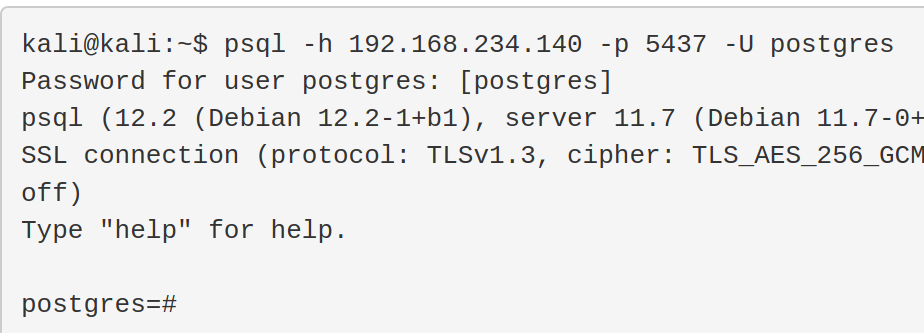 kali@kali:~$ psql -h 192.168.234.140 -p 5437 -U postgres
Password for user postgres: [postgres]
psql (12.2 (Debian 12.2-1+b1), server 11.7 (Debian 11.7-0+
SSL connection (protocol: TLSv1.3, cipher: TLS_AES_256_GCM
off)
Type "help" for help.
postgres=#